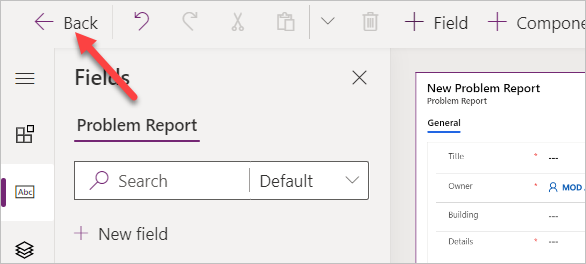 Back
Field
Compone
Fields
Problem Report
Search
Default
New field
Abc
New Problem Report
Problem Report
General
Title * ---
Owner * MOD
Building ---
Details * ---